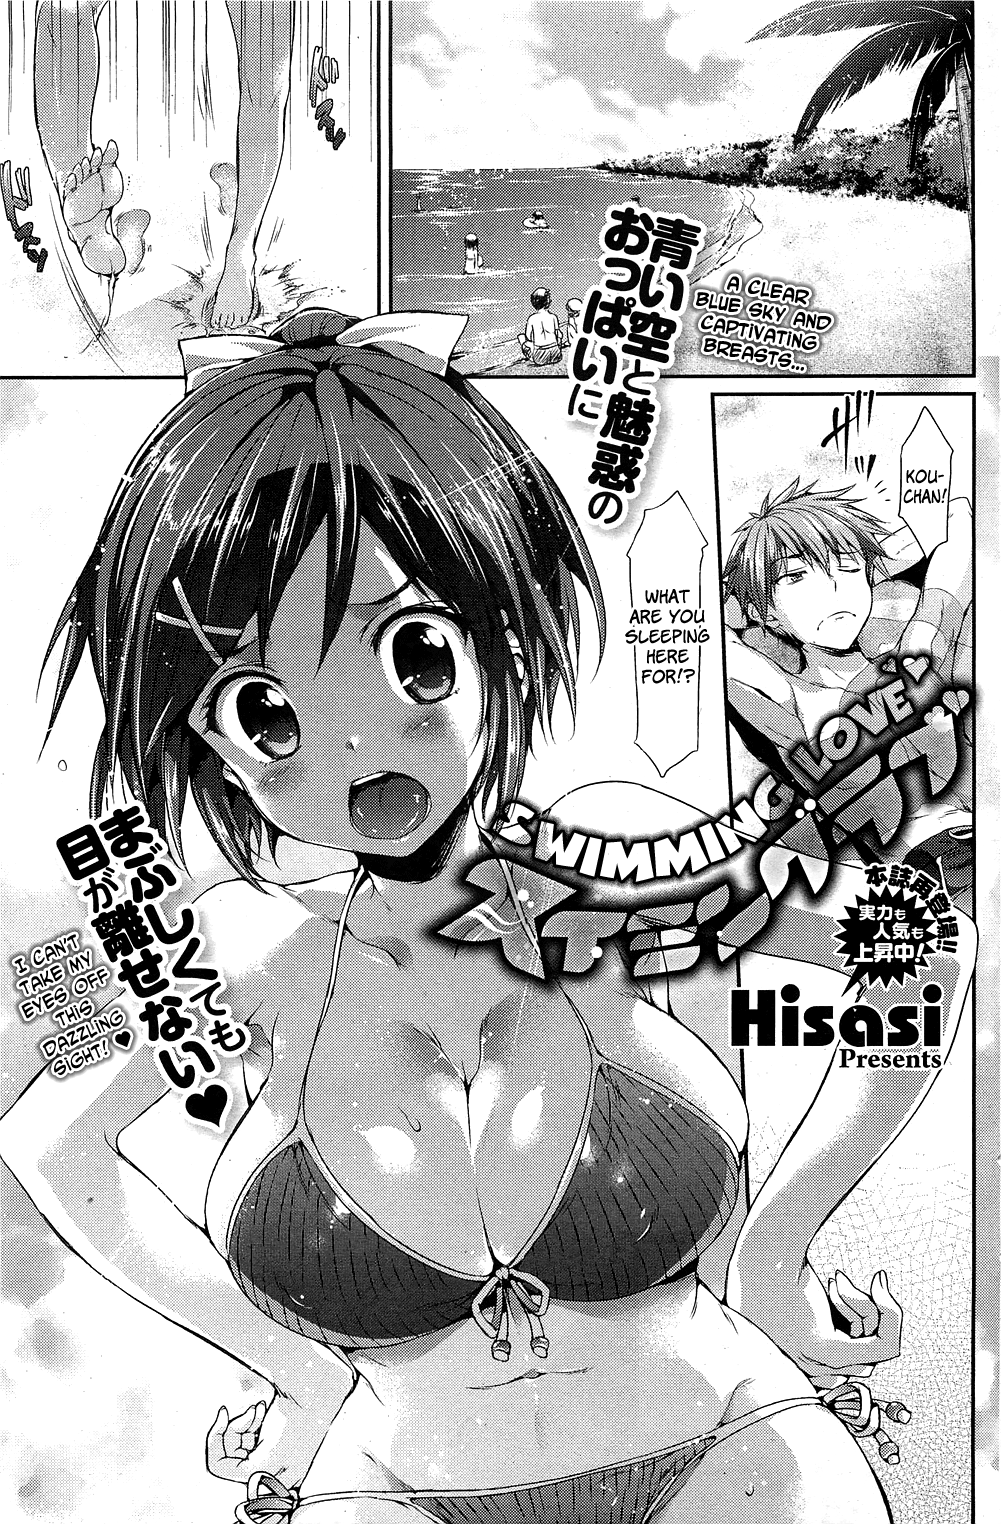 青い空と魅惑の
おっぱいに
A CLEAR
BLUE SKY AND
CAPTIVATING
BREASTS...
KOU-
CHAN!
WHAT
ARE YOU
SLEEPING
HERE
FOR!?
SWIMMING LOVE♥
スイミングラブ
本誌再登場!!
実力も
人気も
上昇中!
Hisasi
Presents
まぶしくても
目が離せない♥
I CAN'T
TAKE MY
EYES OFF
THIS
DAZZLING
SIGHT! ♥